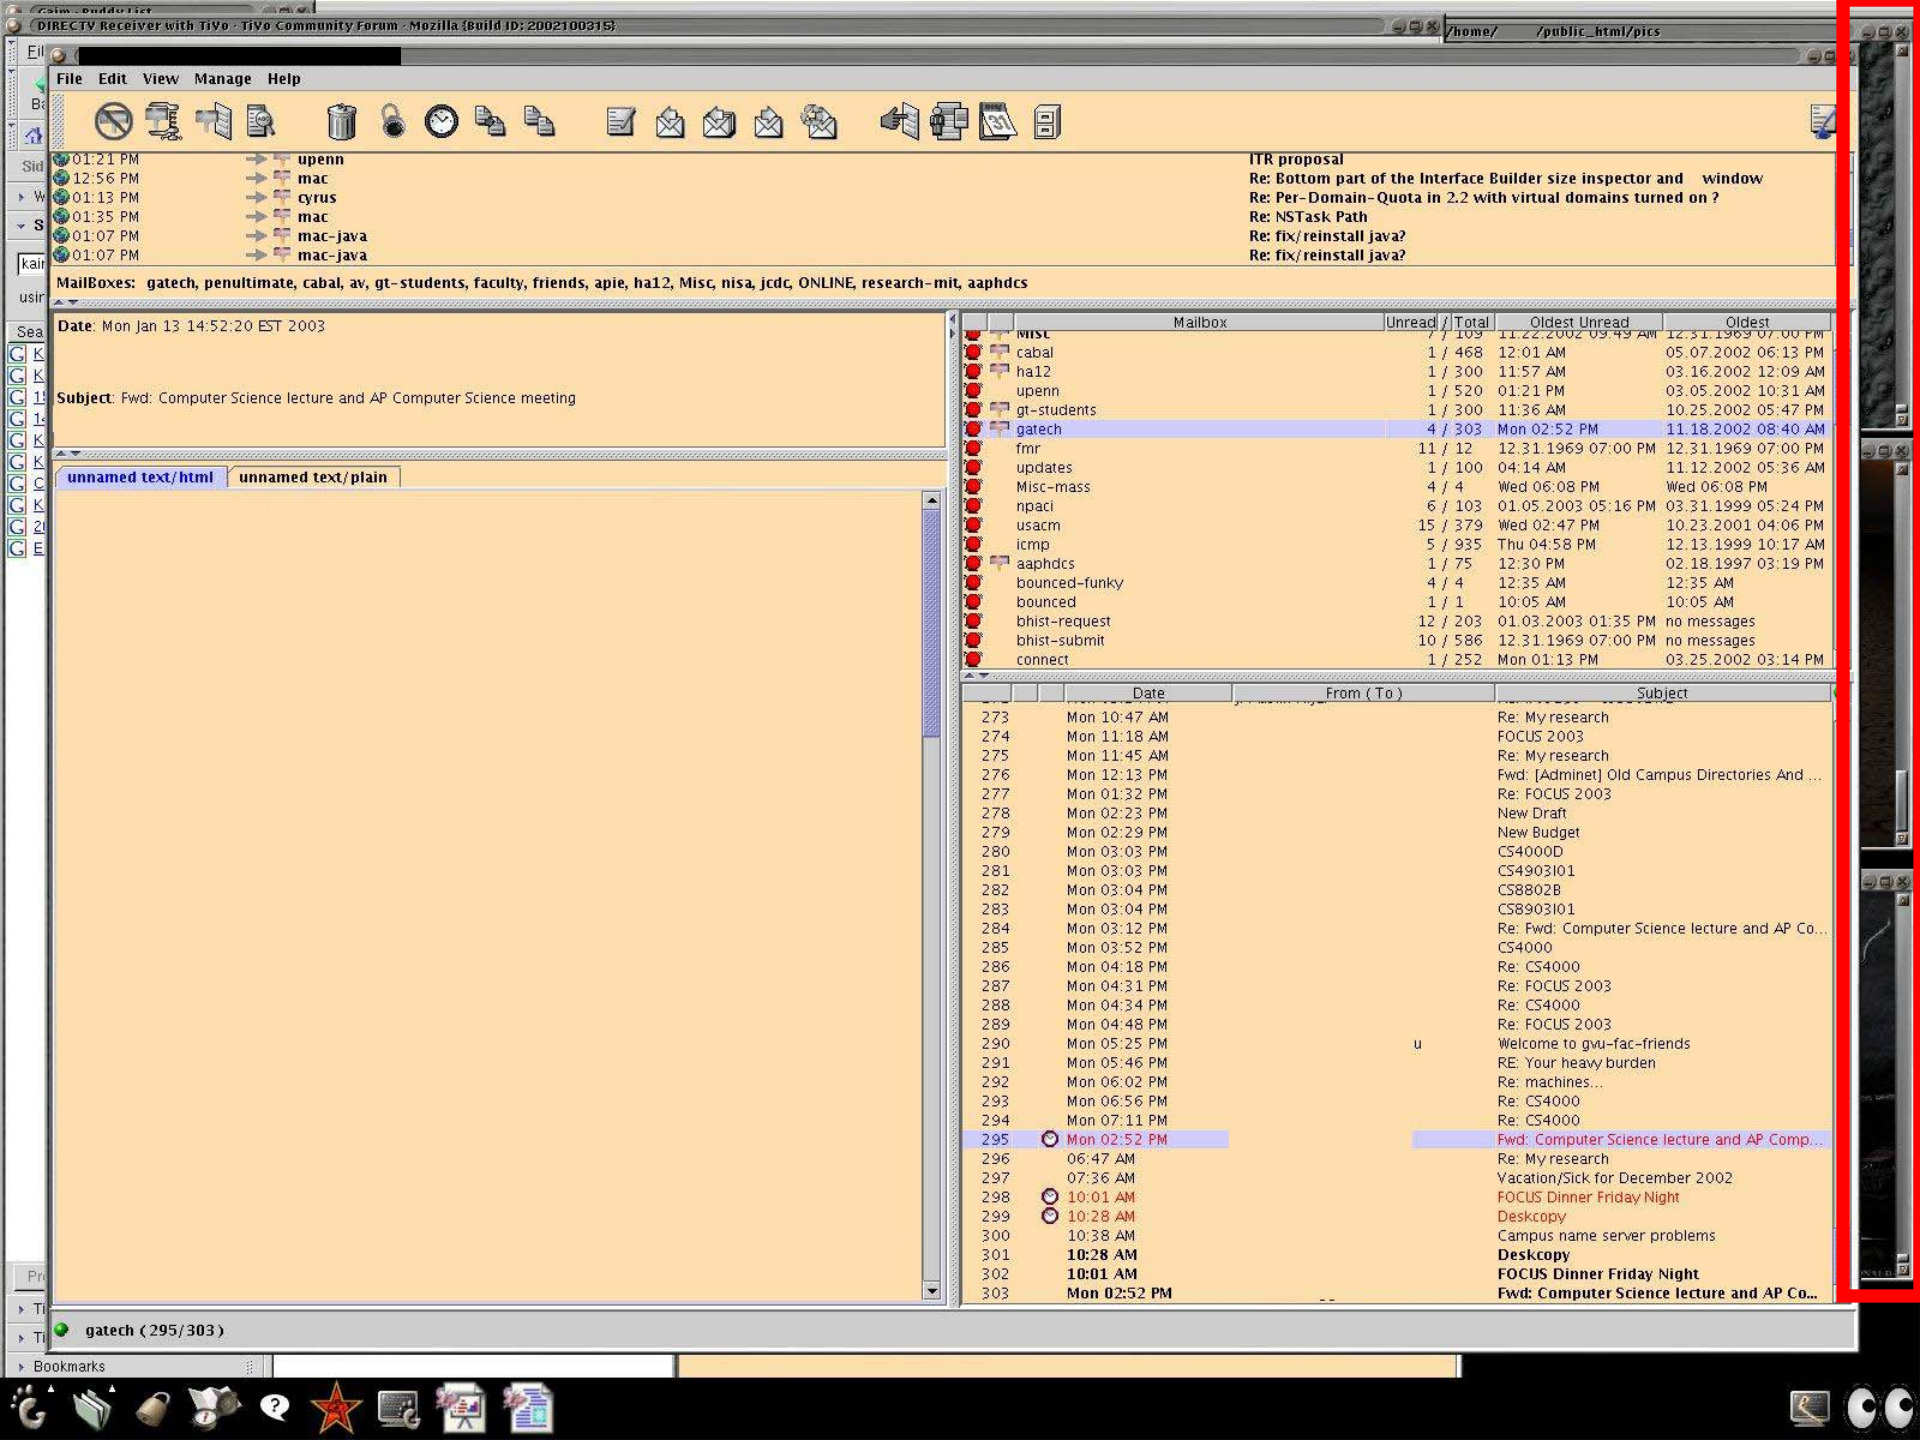 Gaim - Buddy List
DIRECTV Receiver with TiVo - TiVo Community Forum - Mozilla {Build ID: 2002100315}
/home/ /public_html/pics
File Edit View Manage Help
01:21 PM upenn ITR proposal
12:56 PM mac Re: Bottom part of the Interface Builder size inspector and window
01:13 PM cyrus Re: Per-Domain-Quota in 2.2 with virtual domains turned on ?
01:35 PM mac Re: NSTask Path
01:07 PM mac-java Re: fix/reinstall java?
01:07 PM mac-java Re: fix/reinstall java?
MailBoxes: gatech, penultimate, cabal, av, gt-students, faculty, friends, apie, ha12, Misc, nisa, jcdc, ONLINE, research-mit, aaphdcs
Date: Mon Jan 13 14:52:20 EST 2003
Subject: Fwd: Computer Science lecture and AP Computer Science meeting
unnamed text/html unnamed text/plain
Mailbox Unread / Total Oldest Unread Oldest
Misc 7 / 109 11.22.2002 09:49 AM 12.31.1969 07:00 PM
cabal 1 / 468 12:01 AM 05.07.2002 06:13 PM
ha12 1 / 300 11:57 AM 03.16.2002 12:09 AM
upenn 1 / 520 01:21 PM 03.05.2002 10:31 AM
gt-students 1 / 300 11:36 AM 10.25.2002 05:47 PM
gatech 4 / 303 Mon 02:52 PM 11.18.2002 08:40 AM
fmr 11 / 12 12.31.1969 07:00 PM 12.31.1969 07:00 PM
updates 1 / 100 04:14 AM 11.12.2002 05:36 AM
Misc-mass 4 / 4 Wed 06:08 PM Wed 06:08 PM
npaci 6 / 103 01.05.2003 05:16 PM 03.31.1999 05:24 PM
usacm 15 / 379 Wed 02:47 PM 10.23.2001 04:06 PM
icmp 5 / 935 Thu 04:58 PM 12.13.1999 10:17 AM
aaphdcs 1 / 75 12:30 PM 02.18.1997 03:19 PM
bounced-funky 4 / 4 12:35 AM 12:35 AM
bounced 1 / 1 10:05 AM 10:05 AM
bhist-request 12 / 203 01.03.2003 01:35 PM no messages
bhist-submit 10 / 586 12.31.1969 07:00 PM no messages
connect 1 / 252 Mon 01:13 PM 03.25.2002 03:14 PM
Date From ( To ) Subject
273 Mon 10:47 AM Re: My research
274 Mon 11:18 AM FOCUS 2003
275 Mon 11:45 AM Re: My research
276 Mon 12:13 PM Fwd: [Adminet] Old Campus Directories And ...
277 Mon 01:32 PM Re: FOCUS 2003
278 Mon 02:23 PM New Draft
279 Mon 02:29 PM New Budget
280 Mon 03:03 PM CS4000D
281 Mon 03:03 PM CS4903I01
282 Mon 03:04 PM CS8802B
283 Mon 03:04 PM CS8903I01
284 Mon 03:12 PM Re: Fwd: Computer Science lecture and AP Co...
285 Mon 03:52 PM CS4000
286 Mon 04:18 PM Re: CS4000
287 Mon 04:31 PM Re: FOCUS 2003
288 Mon 04:34 PM Re: CS4000
289 Mon 04:48 PM Re: FOCUS 2003
290 Mon 05:25 PM u Welcome to gvu-fac-friends
291 Mon 05:46 PM RE: Your heavy burden
292 Mon 06:02 PM Re: machines...
293 Mon 06:56 PM Re: CS4000
294 Mon 07:11 PM Re: CS4000
295 Mon 02:52 PM Fwd: Computer Science lecture and AP Comp...
296 06:47 AM Re: My research
297 07:36 AM Vacation/Sick for December 2002
298 10:01 AM FOCUS Dinner Friday Night
299 10:28 AM Deskcopy
300 10:38 AM Campus name server problems
301 10:28 AM Deskcopy
302 10:01 AM FOCUS Dinner Friday Night
303 Mon 02:52 PM Fwd: Computer Science lecture and AP Co...
gatech (295/303)
Bookmarks